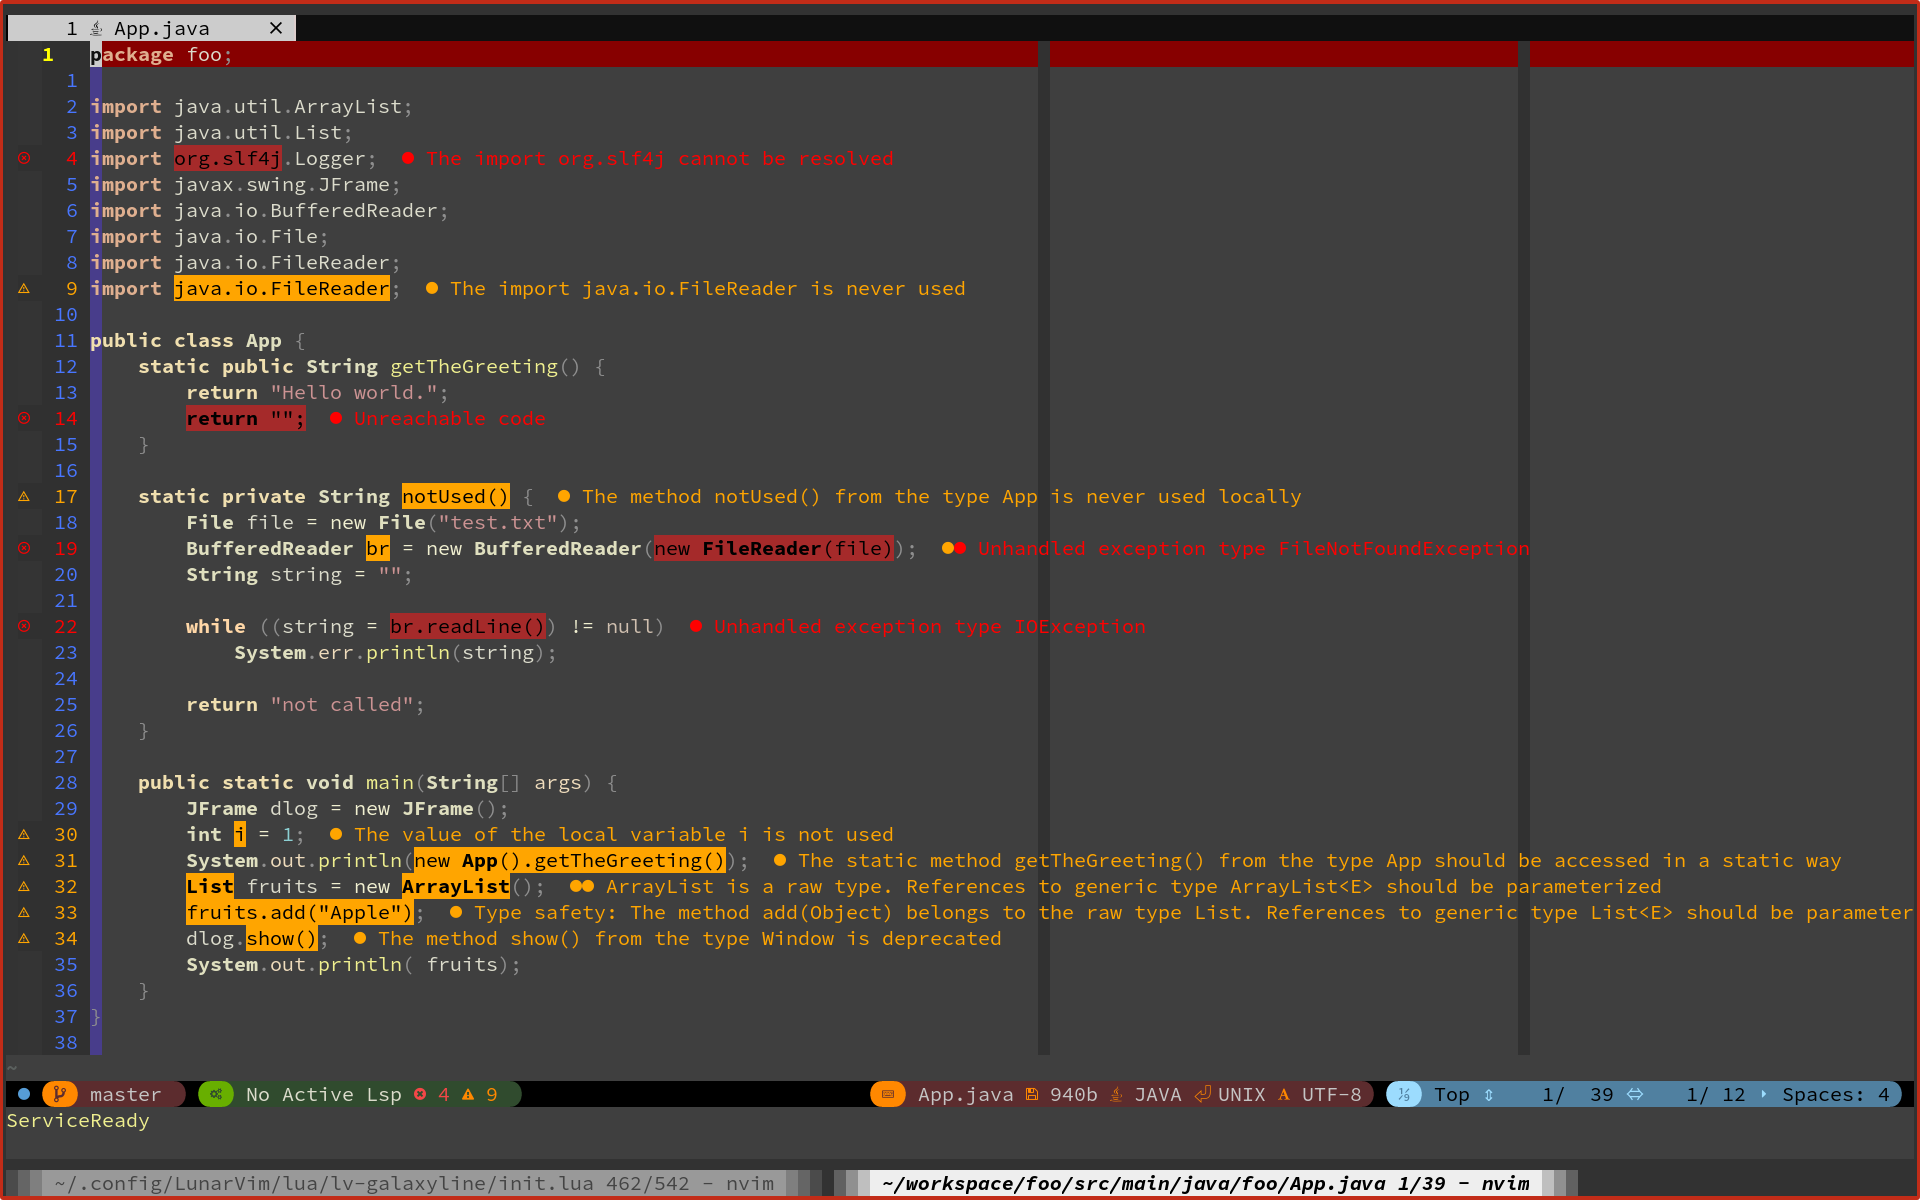 1 App.java ✕
1 package foo;
1
2 import java.util.ArrayList;
3 import java.util.List;
4 import org.slf4j.Logger; ● The import org.slf4j cannot be resolved
5 import javax.swing.JFrame;
6 import java.io.BufferedReader;
7 import java.io.File;
8 import java.io.FileReader;
9 import java.io.FileReader; ● The import java.io.FileReader is never used
10
11 public class App {
12     static public String getTheGreeting() {
13         return "Hello world.";
14         return ""; ● Unreachable code
15     }
16
17     static private String notUsed() { ● The method notUsed() from the type App is never used locally
18         File file = new File("test.txt");
19         BufferedReader br = new BufferedReader(new FileReader(file)); ●● Unhandled exception type FileNotFoundException
20         String string = "";
21
22         while ((string = br.readLine()) != null) ● Unhandled exception type IOException
23             System.err.println(string);
24
25         return "not called";
26     }
27
28     public static void main(String[] args) {
29         JFrame dlog = new JFrame();
30         int i = 1; ● The value of the local variable i is not used
31         System.out.println(new App().getTheGreeting()); ● The static method getTheGreeting() from the type App should be accessed in a static way
32         List fruits = new ArrayList(); ●● ArrayList is a raw type. References to generic type ArrayList<E> should be parameterized
33         fruits.add("Apple"); ● Type safety: The method add(Object) belongs to the raw type List. References to generic type List<E> should be parameter
34         dlog.show(); ● The method show() from the type Window is deprecated
35         System.out.println( fruits);
36     }
37 }
38
~
master No Active Lsp 4 9 App.java 940b JAVA UNIX UTF-8 Top 1/ 39 1/ 12 Spaces: 4
ServiceReady
~/.config/LunarVim/lua/lv-galaxyline/init.lua 462/542 - nvim ~/workspace/foo/src/main/java/foo/App.java 1/39 - nvim